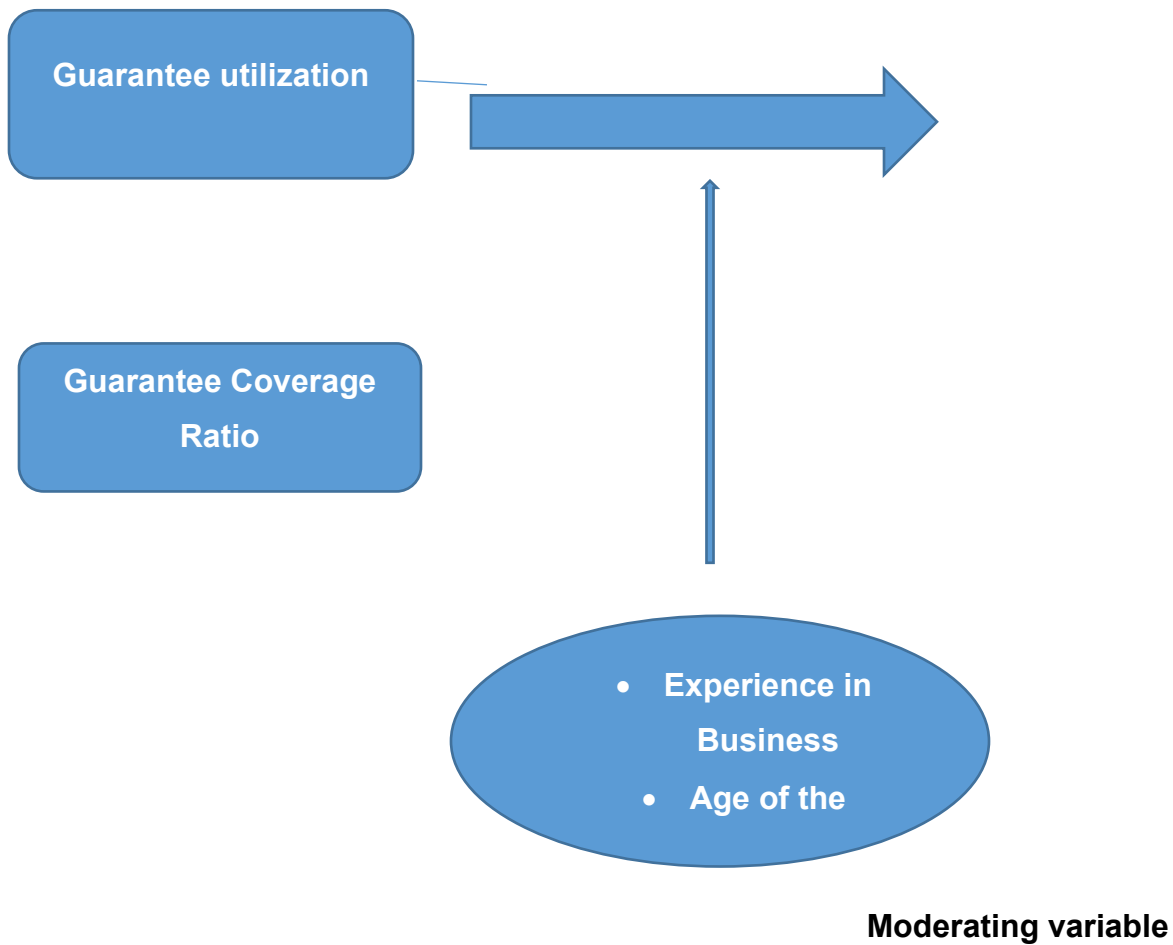 Guarantee utilization
Guarantee Coverage
Ratio
• Experience in
Business
• Age of the
Moderating variable